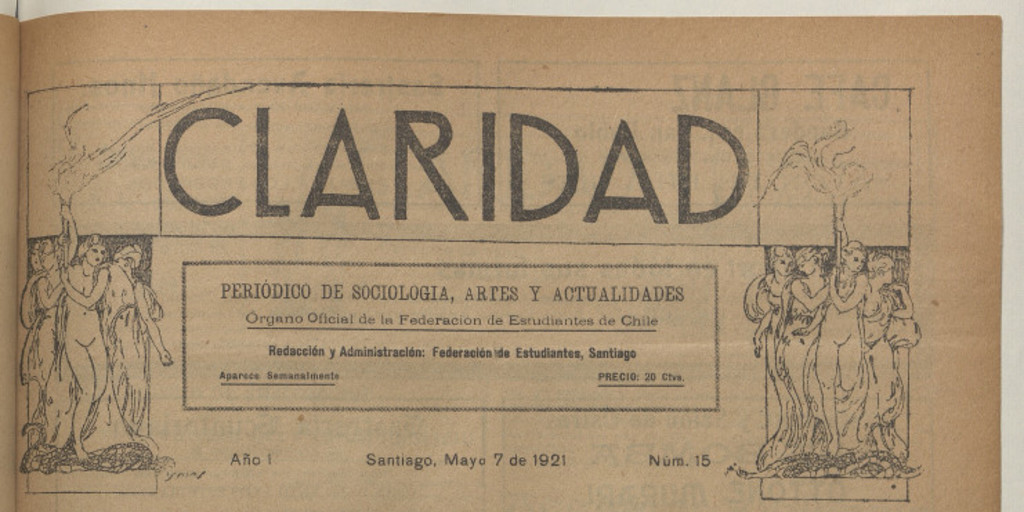 CLARIDAD
PERIÓDICO DE SOCIOLOGIA, ARTES Y ACTUALIDADES
Órgano Oficial de la Federación de Estudiantes de Chile
Redacción y Administración: Federación de Estudiantes, Santiago
Aparece Semanalmente PRECIO: 20 Ctvs.
Año I Santiago, Mayo 7 de 1921 Núm. 15